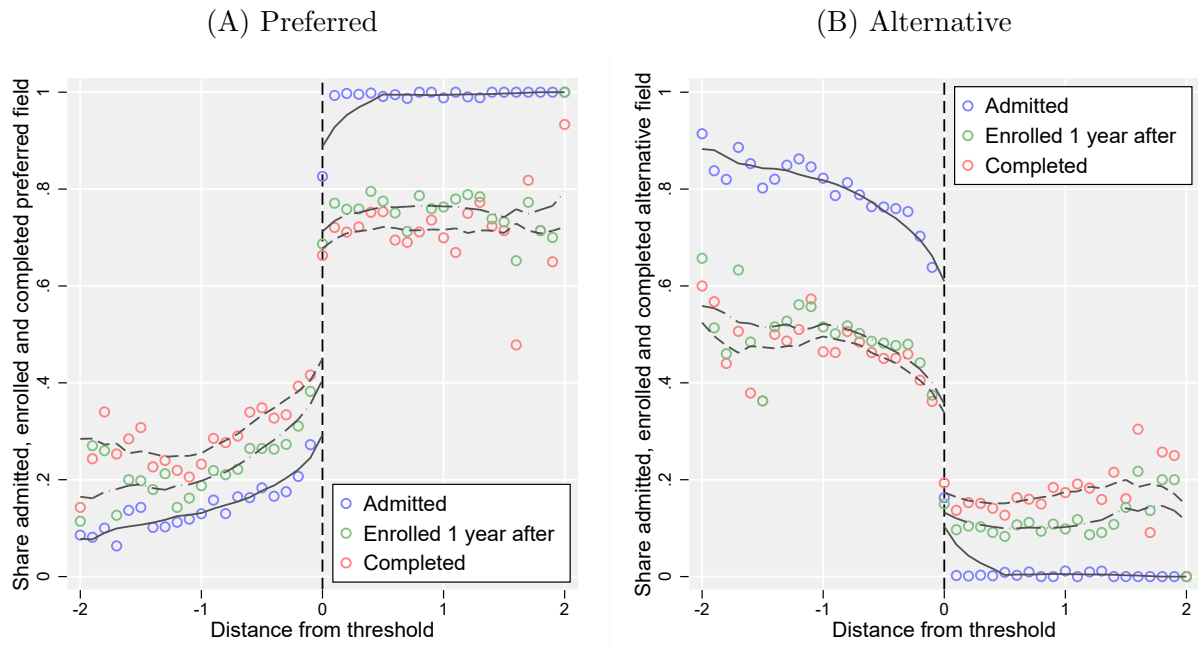 (A) Preferred
Share admitted, enrolled and completed preferred field
1
.8
.6
.4
.2
0
-2 -1 0 1 2
Distance from threshold
Admitted
Enrolled 1 year after
Completed
(B) Alternative
Share admitted, enrolled and completed alternative field
1
.8
.6
.4
.2
0
-2 -1 0 1 2
Distance from threshold
Admitted
Enrolled 1 year after
Completed